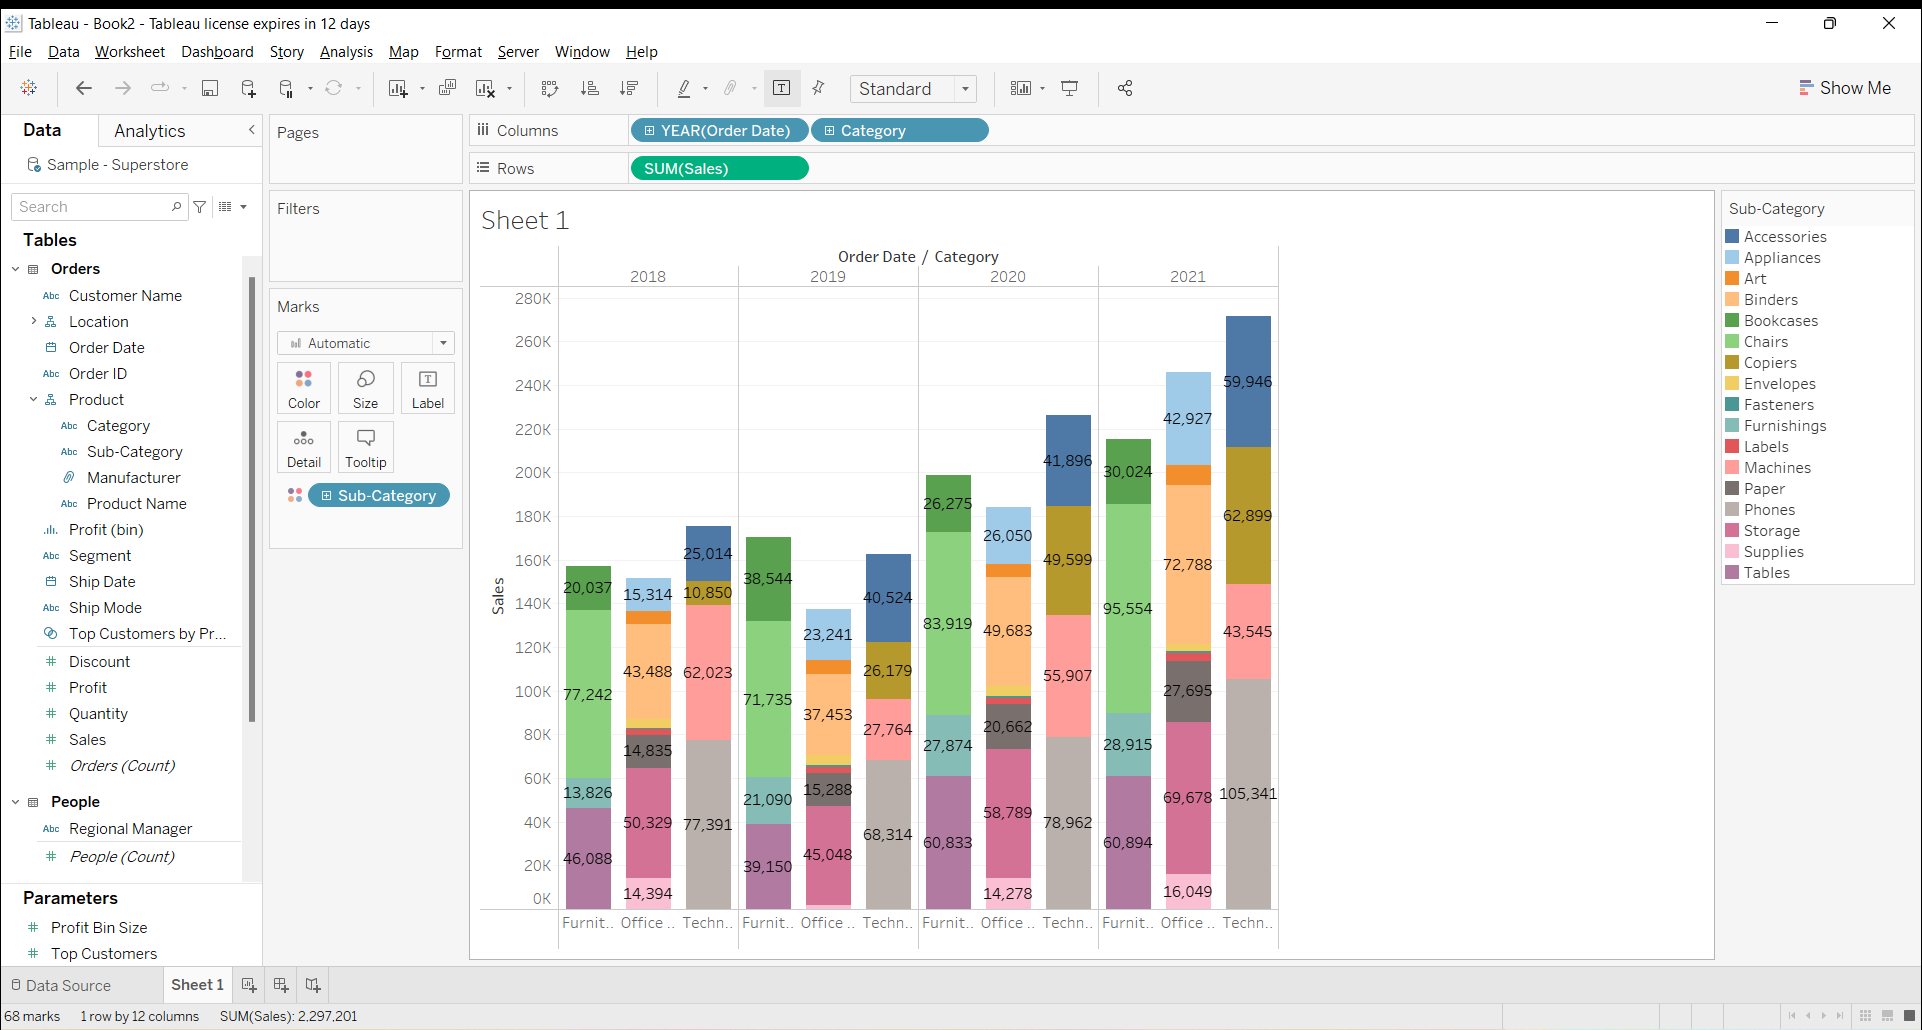 Tableau - Book2 - Tableau license expires in 12 days
File Data Worksheet Dashboard Story Analysis Map Format Server Window Help
Standard
Show Me
Data Analytics
Sample - Superstore
Search
Tables
Orders
Abc Customer Name
Location
Order Date
Abc Order ID
Product
Abc Category
Abc Sub-Category
Manufacturer
Abc Product Name
Profit (bin)
Abc Segment
Ship Date
Abc Ship Mode
Top Customers by Pr...
# Discount
# Profit
# Quantity
# Sales
# Orders (Count)
People
Abc Regional Manager
# People (Count)
Parameters
# Profit Bin Size
# Top Customers
Pages
Filters
Marks
Automatic
Color Size Label
Detail Tooltip
Sub-Category
Columns YEAR(Order Date) Category
Rows SUM(Sales)
Sheet 1
Order Date / Category
2018 2019 2020 2021
Sales
280K
260K
240K
220K
200K
180K
160K
140K
120K
100K
80K
60K
40K
20K
0K
20,037
77,242
13,826
46,088
15,314
43,488
14,835
50,329
14,394
25,014
10,850
62,023
77,391
38,544
71,735
21,090
39,150
23,241
37,453
15,288
45,048
40,524
26,179
27,764
68,314
26,275
83,919
27,874
60,833
26,050
49,683
20,662
58,789
14,278
41,896
49,599
55,907
78,962
30,024
95,554
28,915
60,894
42,927
72,788
27,695
69,678
16,049
59,946
62,899
43,545
105,341
Furnit.. Office .. Techn.. Furnit.. Office .. Techn.. Furnit.. Office .. Techn.. Furnit.. Office .. Techn..
Sub-Category
Accessories
Appliances
Art
Binders
Bookcases
Chairs
Copiers
Envelopes
Fasteners
Furnishings
Labels
Machines
Paper
Phones
Storage
Supplies
Tables
Data Source Sheet 1
68 marks 1 row by 12 columns SUM(Sales): 2,297,201